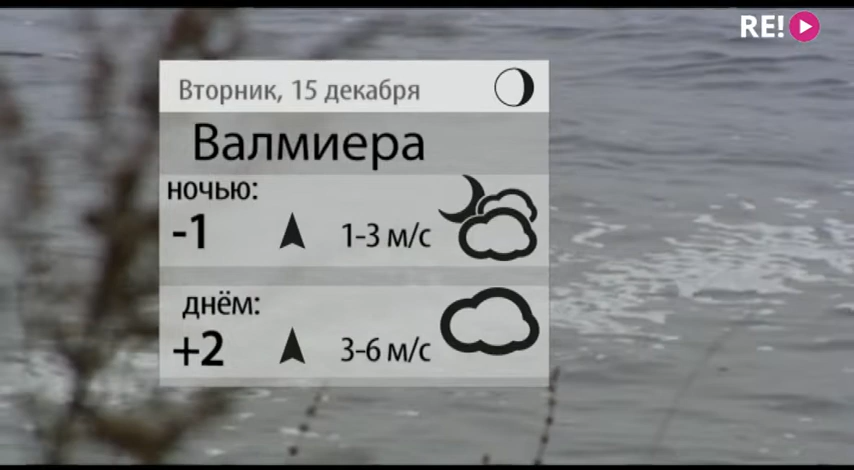 RE!
Вторник, 15 декабря
Валмиера
ночью:
-1 1-3 м/с
днём:
+2 3-6 м/с